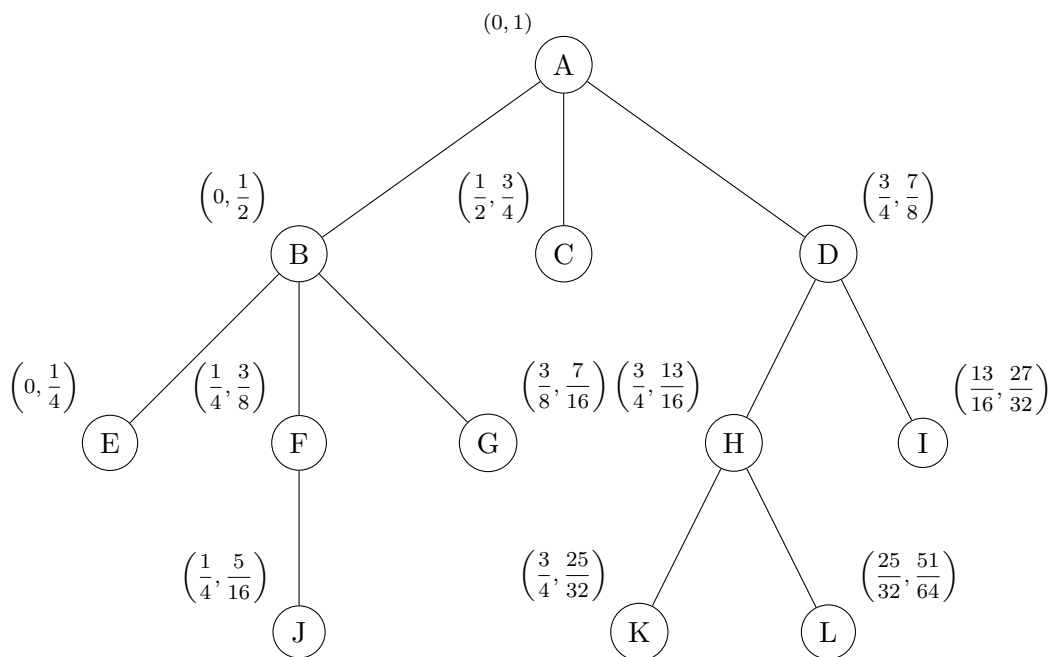 (0, 1)
A
(0, 1/2)
(1/2, 3/4)
(3/4, 7/8)
B
C
D
(0, 1/4)
(1/4, 3/8)
(3/8, 7/16)
(3/4, 13/16)
(13/16, 27/32)
E
F
G
H
I
(1/4, 5/16)
(3/4, 25/32)
(25/32, 51/64)
J
K
L